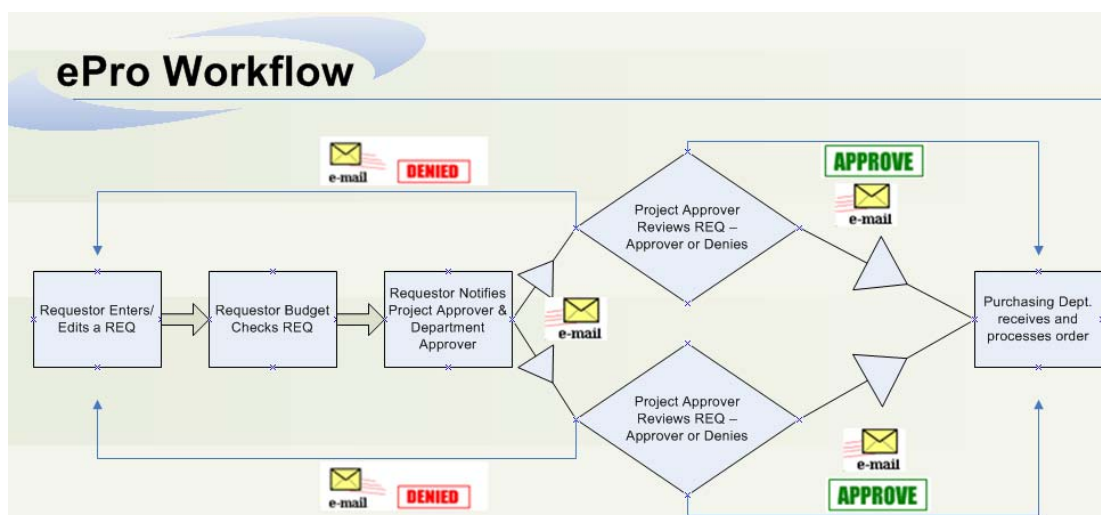 ePro Workflow
e-mail
DENIED
APPROVE
e-mail
Project Approver
Reviews REQ –
Approver or Denies
Requestor Enters/
Edits a REQ
Requestor Budget
Checks REQ
Requestor Notifies
Project Approver &
Department
Approver
e-mail
Purchasing Dept.
receives and
processes order
Project Approver
Reviews REQ –
Approver or Denies
e-mail
DENIED
e-mail
APPROVE